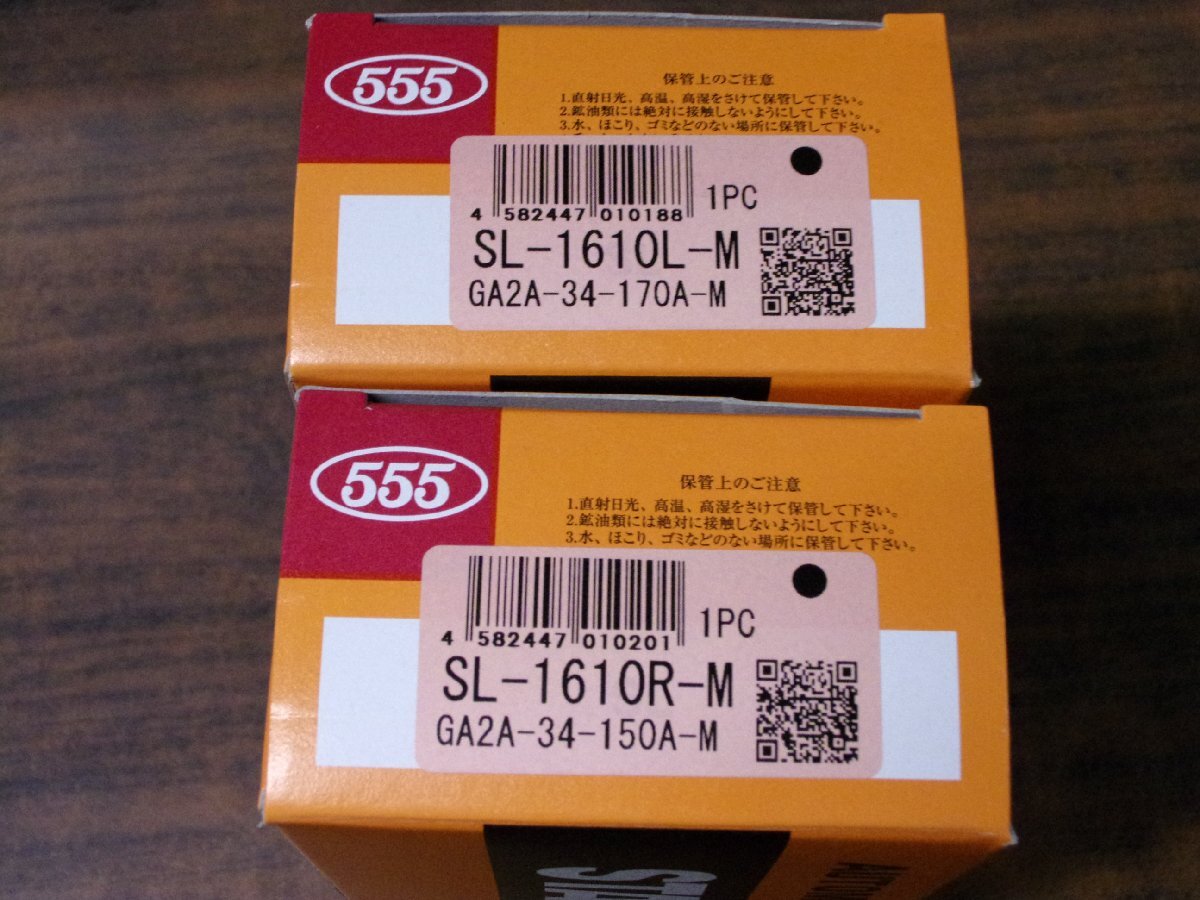 555
保管上のご注意
1.直射日光、高温、高湿をさけて保管して下さい。
2.鉱油類には絶対に接触しないようにして下さい。
3.水、ほこり、ゴミなどのない場所に保管して下さい。
4 582447 010188
1PC
SL-1610L-M
GA2A-34-170A-M
555
保管上のご注意
1.直射日光、高温、高湿をさけて保管して下さい。
2.鉱油類には絶対に接触しないようにして下さい。
3.水、ほこり、ゴミなどのない場所に保管して下さい。
4 582447 010201
1PC
SL-1610R-M
GA2A-34-150A-M